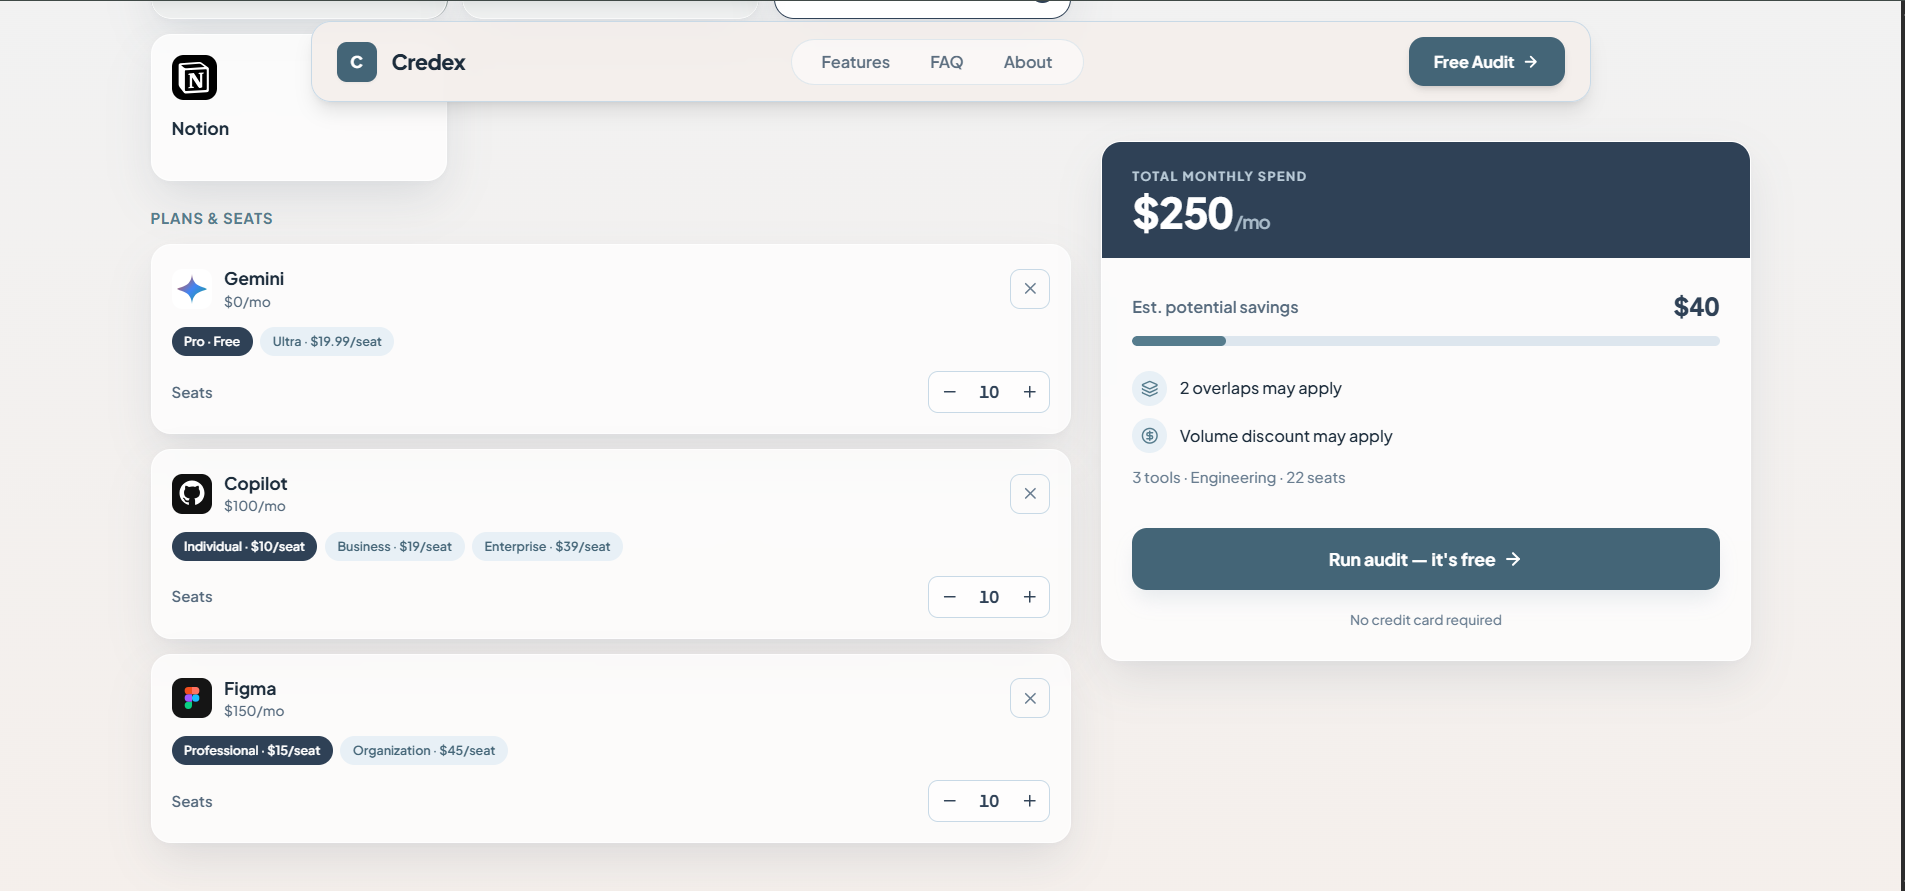 C
Credex
Features
FAQ
About
Free Audit →
N
Notion
PLANS & SEATS
Gemini
$0/mo
Pro · Free
Ultra · $19.99/seat
Seats
− 10 +
Copilot
$100/mo
Individual · $10/seat
Business · $19/seat
Enterprise · $39/seat
Seats
− 10 +
Figma
$150/mo
Professional · $15/seat
Organization · $45/seat
Seats
− 10 +
TOTAL MONTHLY SPEND
$250/mo
Est. potential savings
$40
2 overlaps may apply
Volume discount may apply
3 tools · Engineering · 22 seats
Run audit — it's free →
No credit card required